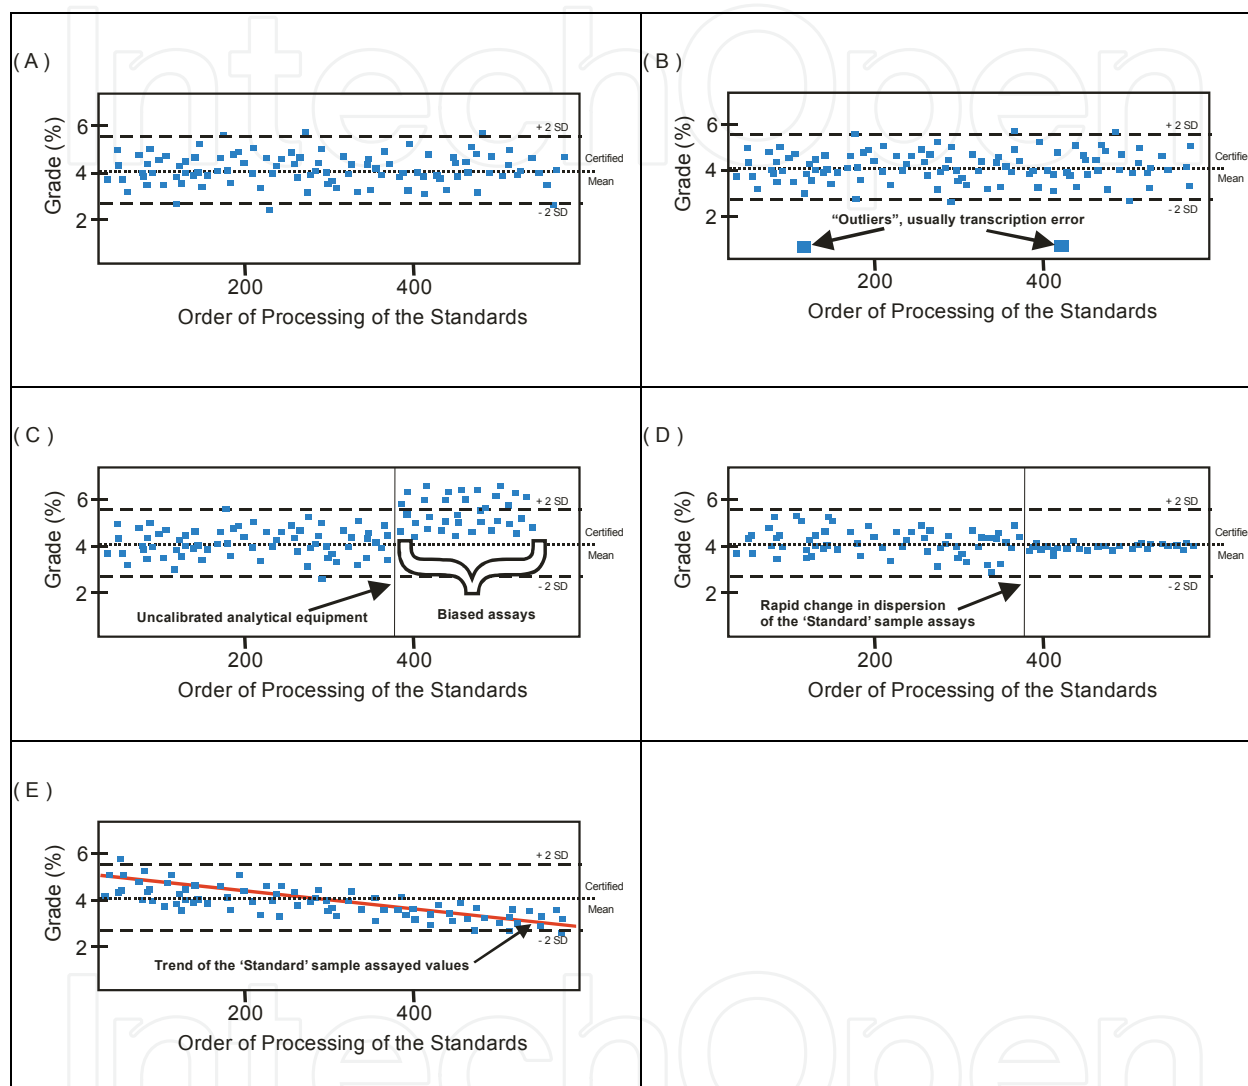 IntechOpen
( A )
Grade (%)
6
4
2
+ 2 SD
Certified
Mean
- 2 SD
200
400
Order of Processing of the Standards
( B )
Grade (%)
6
4
2
+ 2 SD
Certified
Mean
- 2 SD
“Outliers”, usually transcription error
200
400
Order of Processing of the Standards
( C )
Grade (%)
6
4
2
+ 2 SD
Certified
Mean
- 2 SD
Uncalibrated analytical equipment
Biased assays
200
400
Order of Processing of the Standards
( D )
Grade (%)
6
4
2
+ 2 SD
Certified
Mean
- 2 SD
Rapid change in dispersion
of the ‘Standard’ sample assays
200
400
Order of Processing of the Standards
( E )
Grade (%)
6
4
2
+ 2 SD
Certified
Mean
- 2 SD
Trend of the ‘Standard’ sample assayed values
200
400
Order of Processing of the Standards
IntechOpen